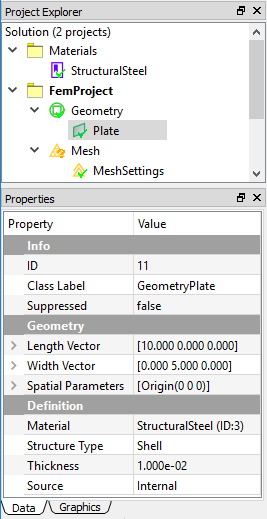 Project Explorer
Solution (2 projects)
Materials
StructuralSteel
FemProject
Geometry
Plate
Mesh
MeshSettings
Properties
Property Value
Info
ID 11
Class Label GeometryPlate
Suppressed false
Geometry
Length Vector [10.000 0.000 0.000]
Width Vector [0.000 5.000 0.000]
Spatial Parameters [Origin(0 0 0)]
Definition
Material StructuralSteel (ID:3)
Structure Type Shell
Thickness 1.000e-02
Source Internal
Data Graphics